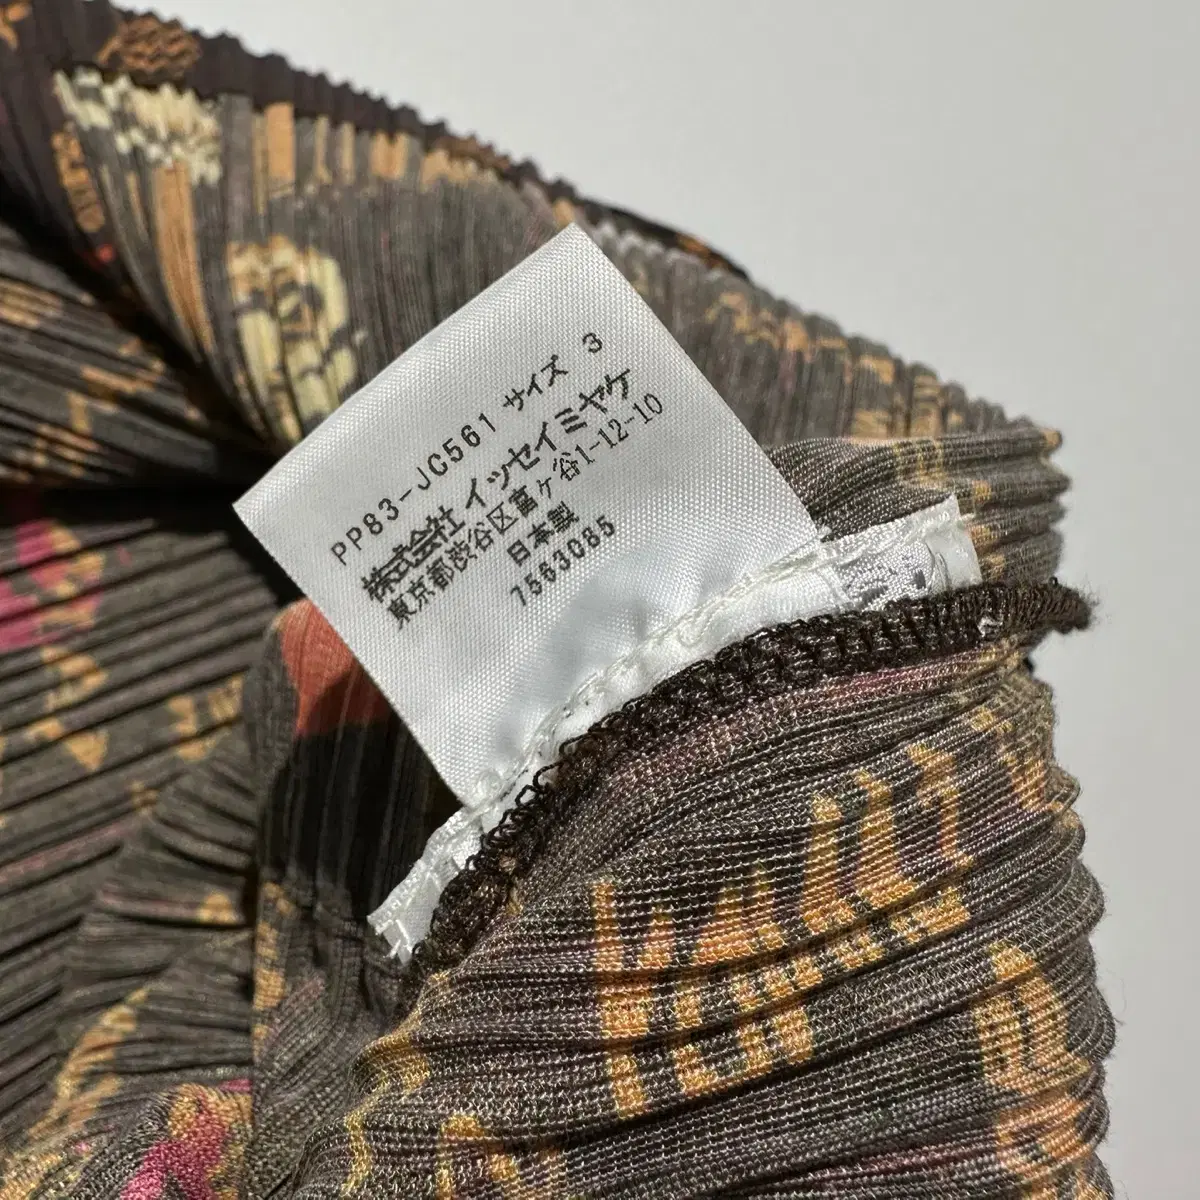 PP83-JC561 サイズ 3
株式会社 イッセイミヤケ
東京都渋谷区富ヶ谷1-12-10
日本製
7563085